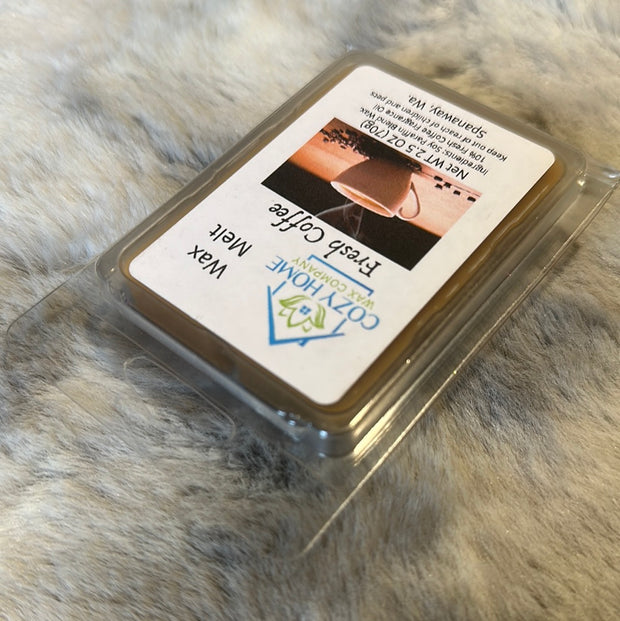 COZY HOME
WAX COMPANY
Wax
Melt
Fresh Coffee
Net WT 2.5 OZ (70g)
Ingredients: Soy Paraffin Blend Wax.
10% Fresh Coffee Fragrance Oil
Keep out of reach of children and pets
Spanaway, Wa.